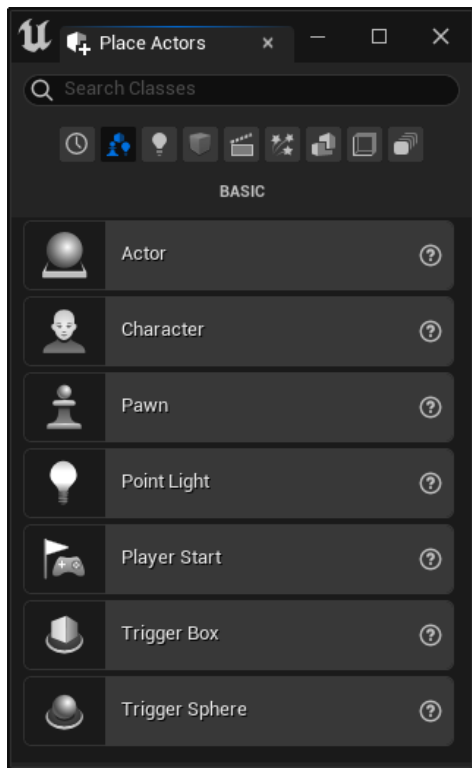 Place Actors
Search Classes
BASIC
Actor
Character
Pawn
Point Light
Player Start
Trigger Box
Trigger Sphere